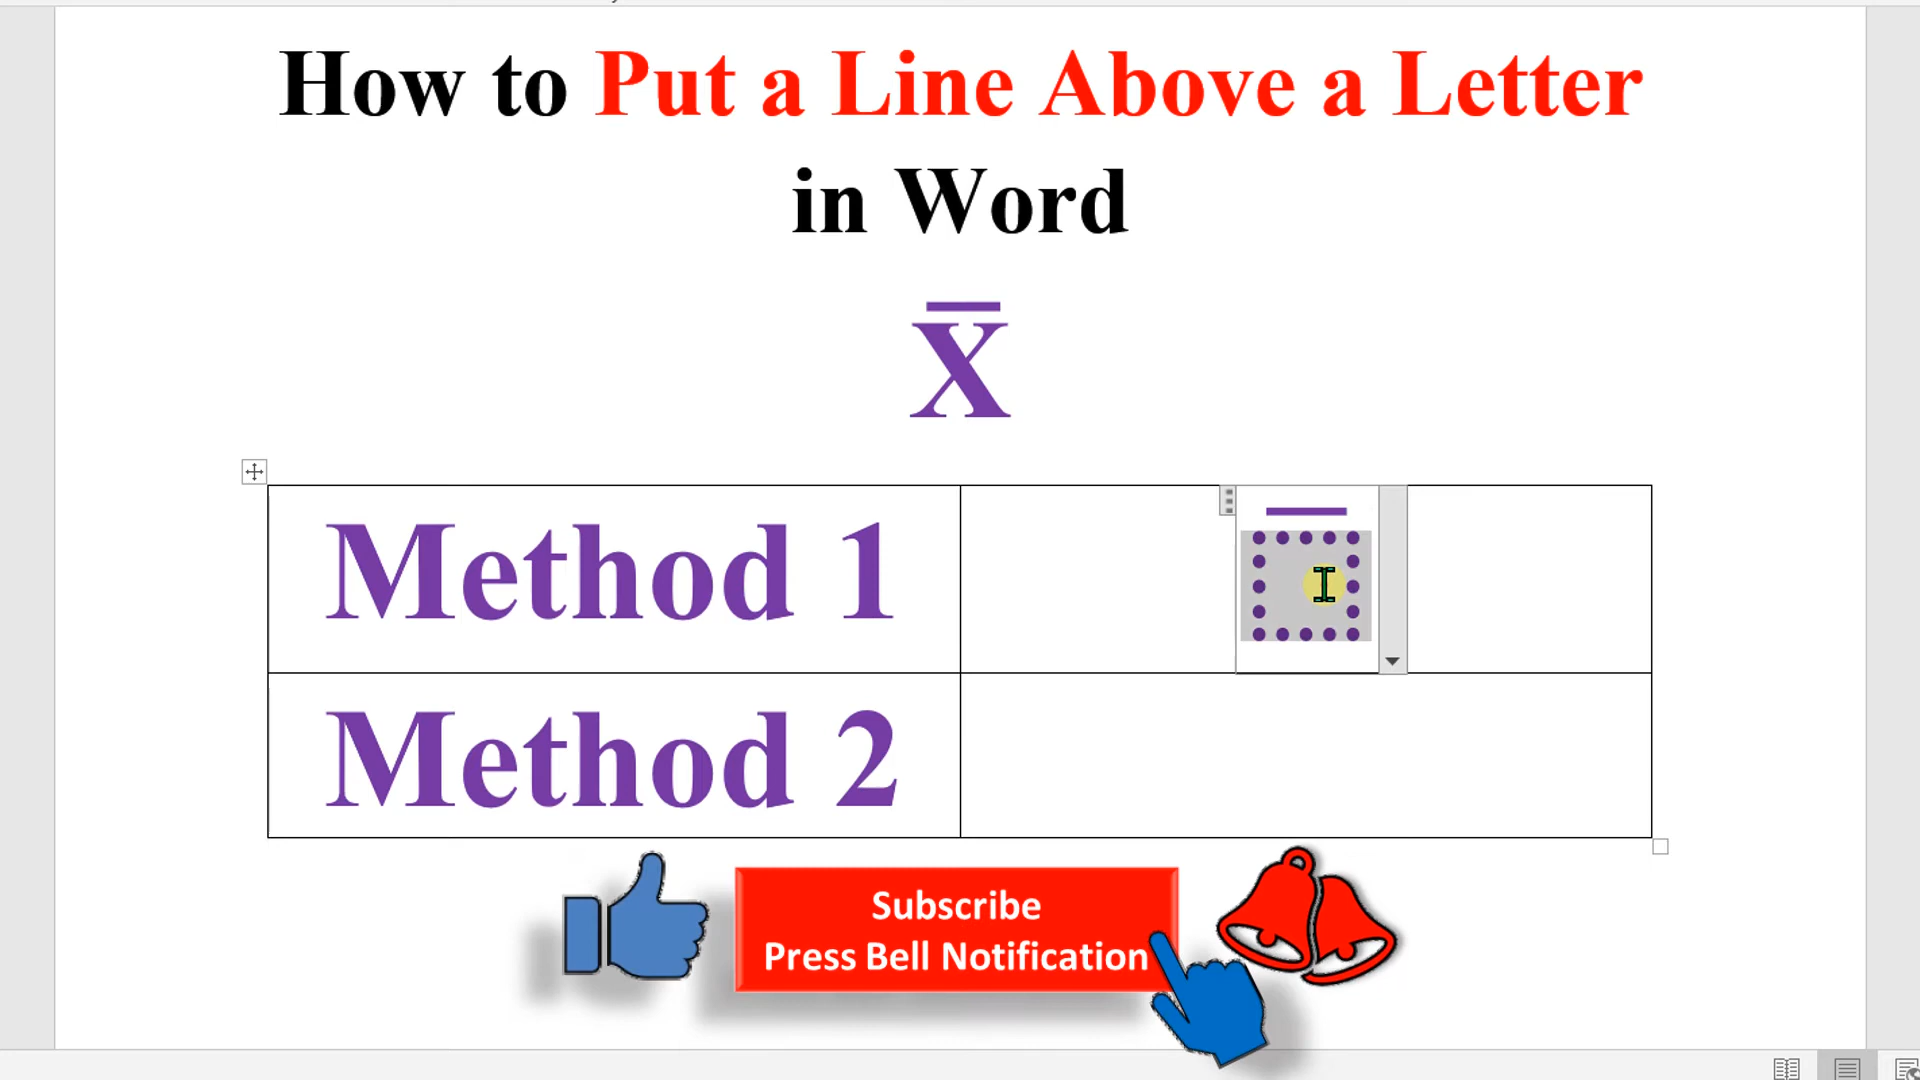 How to Put a Line Above a Letter
in Word
X̅
Method 1
Method 2
Subscribe
Press Bell Notification